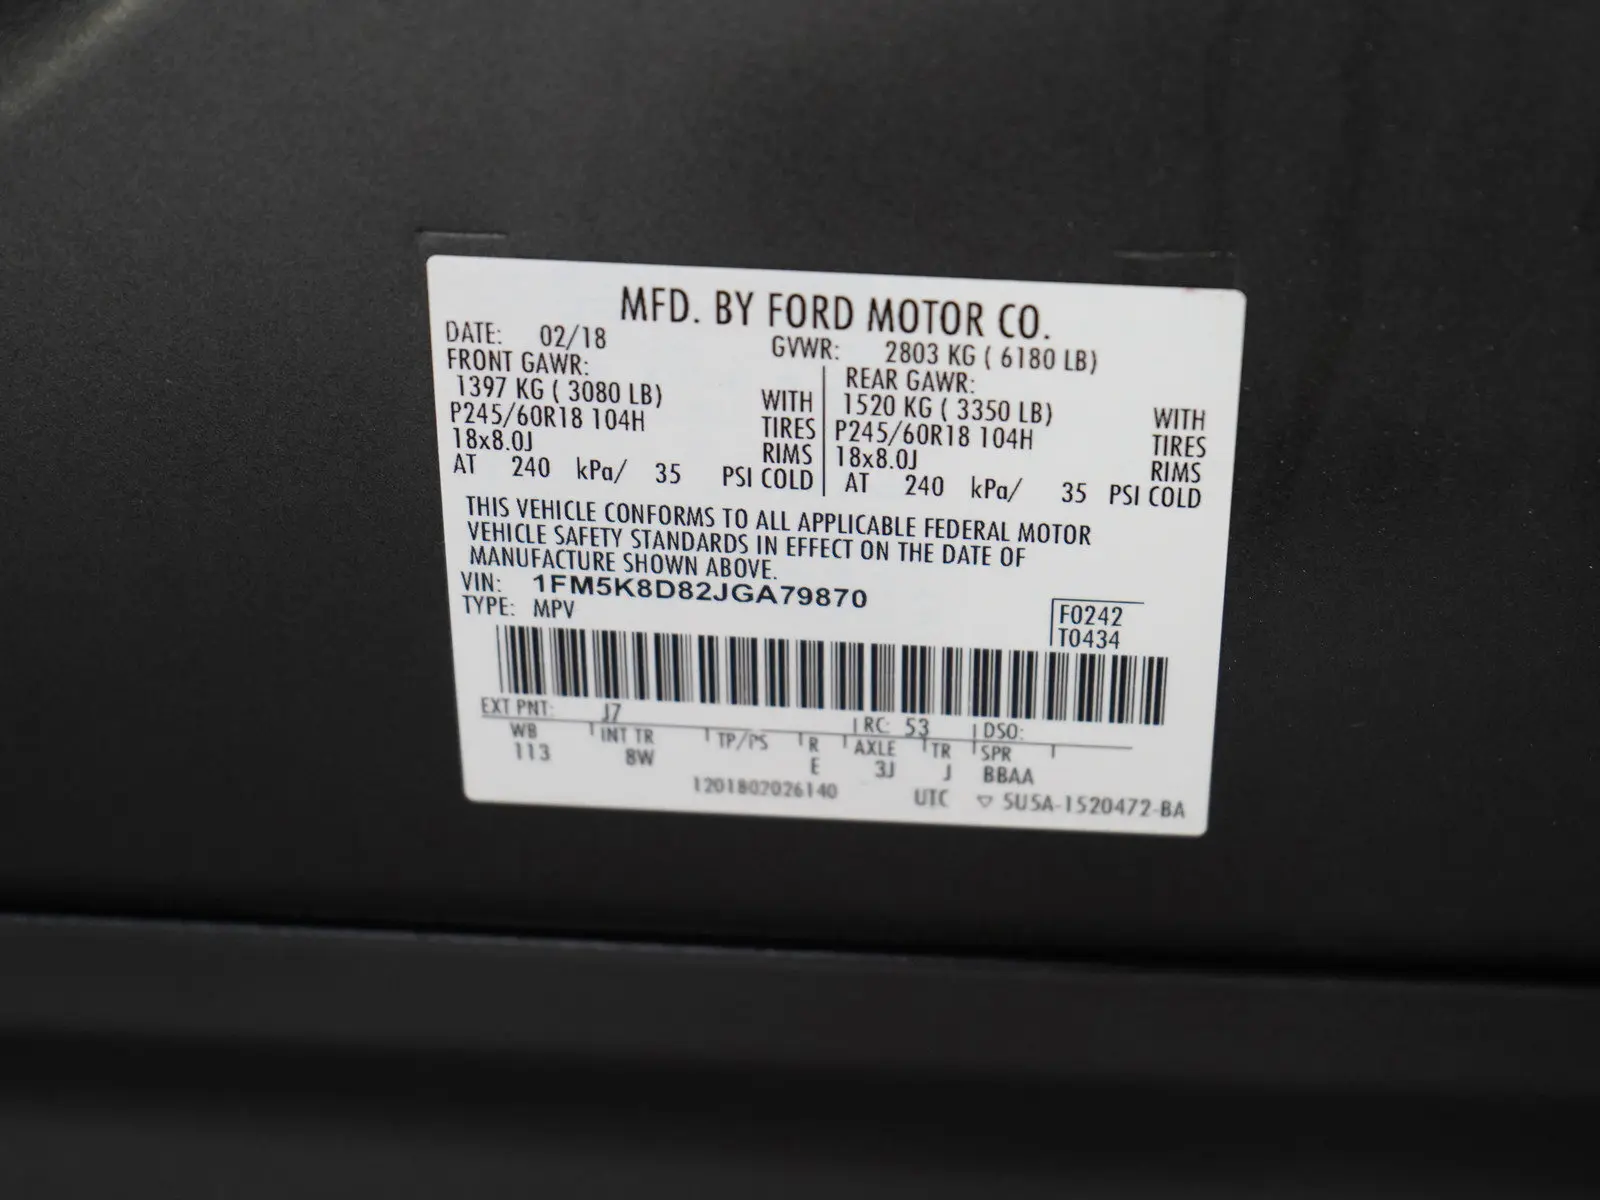 MFD. BY FORD MOTOR CO.
DATE: 02/18 GVWR: 2803 KG ( 6180 LB)
FRONT GAWR: REAR GAWR:
1397 KG ( 3080 LB) WITH 1520 KG ( 3350 LB) WITH
P245/60R18 104H TIRES P245/60R18 104H TIRES
18x8.0J RIMS 18x8.0J RIMS
AT 240 kPa/ 35 PSI COLD AT 240 kPa/ 35 PSI COLD
THIS VEHICLE CONFORMS TO ALL APPLICABLE FEDERAL MOTOR
VEHICLE SAFETY STANDARDS IN EFFECT ON THE DATE OF
MANUFACTURE SHOWN ABOVE.
VIN: 1FM5K8D82JGA79870
TYPE: MPV
F0242
T0434
EXT PNT: J7 RC: 53 DSO:
WB INT TR TP/PS R AXLE TR SPR
113 8W E 3J J BBAA
1201802026140 UTC ▽ 5U5A-1520472-BA